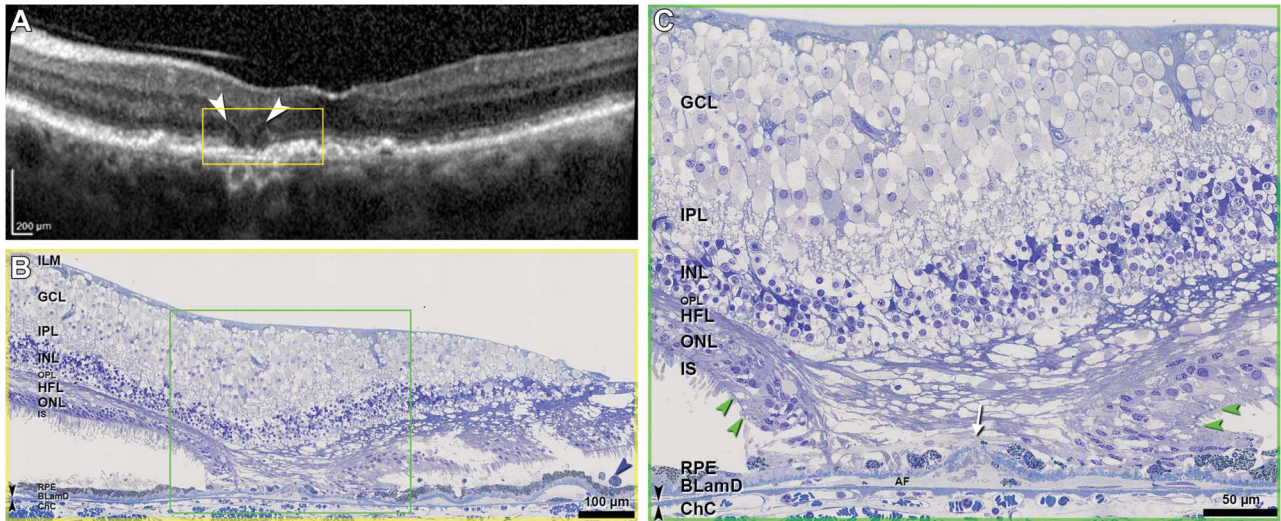 A
200 µm
B
ILM
GCL
IPL
INL
OPL
HFL
ONL
IS
RPE
BLamD
ChC
100 µm
C
GCL
IPL
INL
OPL
HFL
ONL
IS
RPE
BLamD
AF
ChC
50 µm